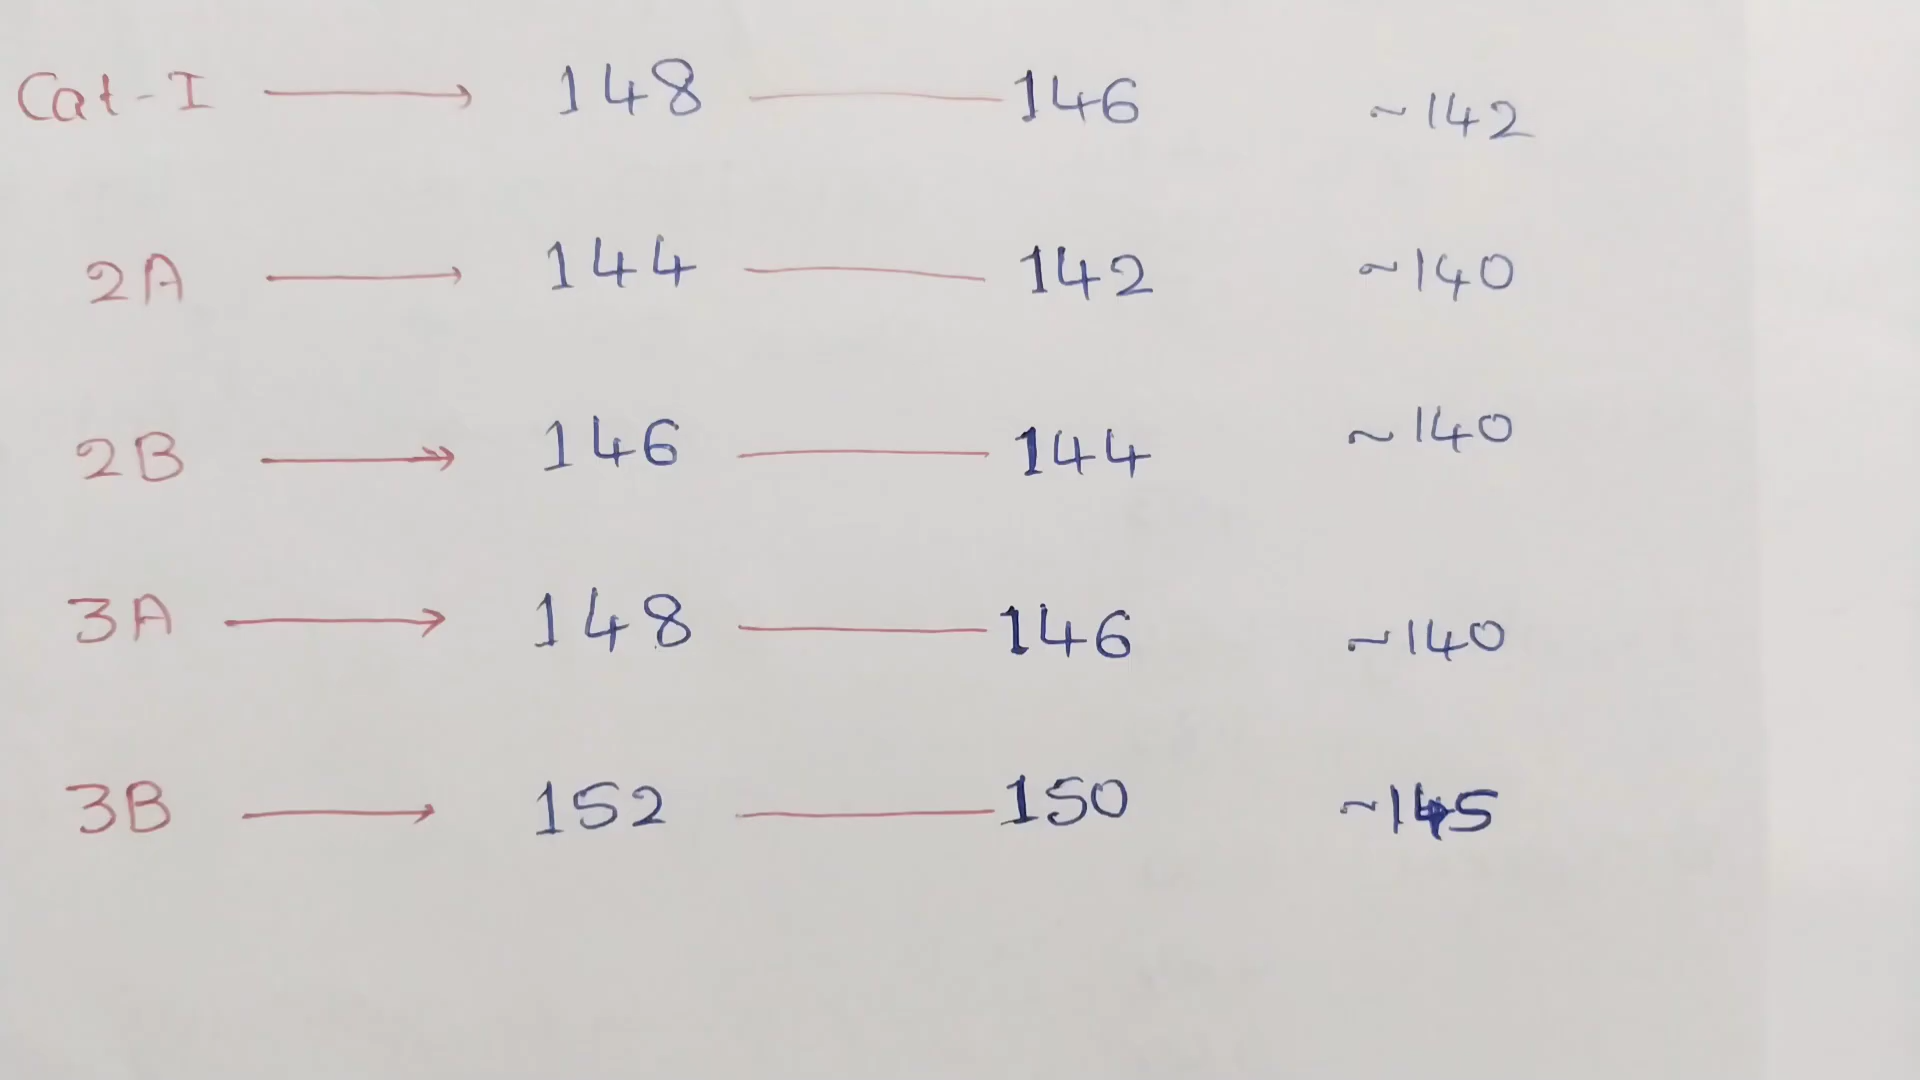 Cat-I → 148 — 146 ~142
2A → 144 — 142 ~140
2B → 146 — 144 ~140
3A → 148 — 146 ~140
3B → 152 — 150 ~145